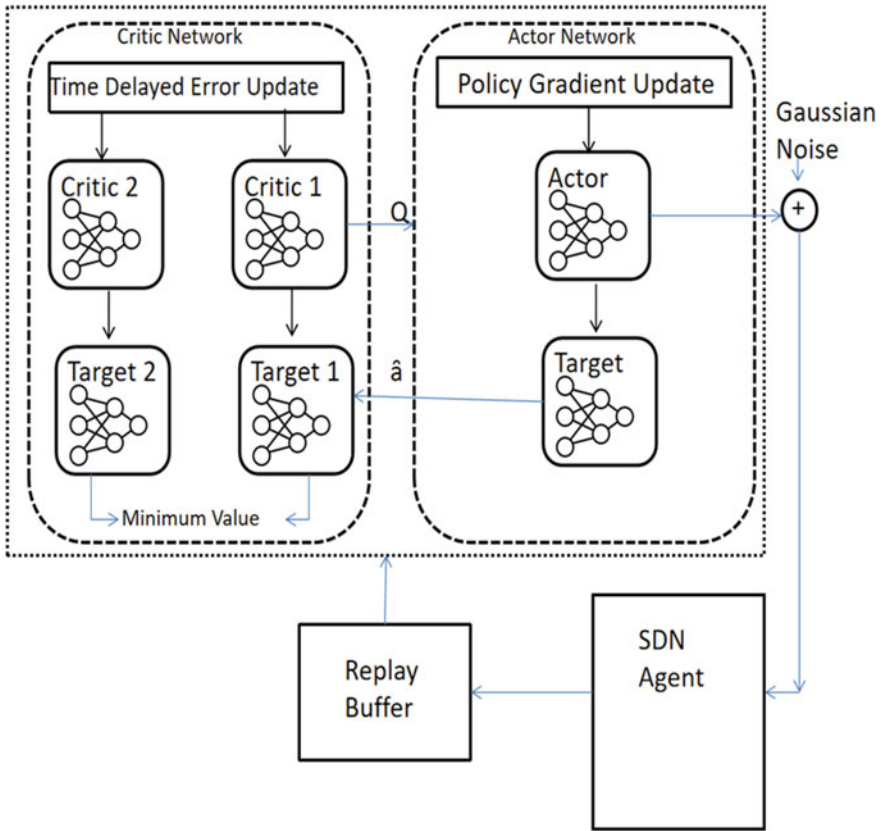 Critic Network
Time Delayed Error Update
Critic 2
Critic 1
Target 2
Target 1
Minimum Value
Q
â
Actor Network
Policy Gradient Update
Actor
Target
Gaussian
Noise
+
SDN
Agent
Replay
Buffer